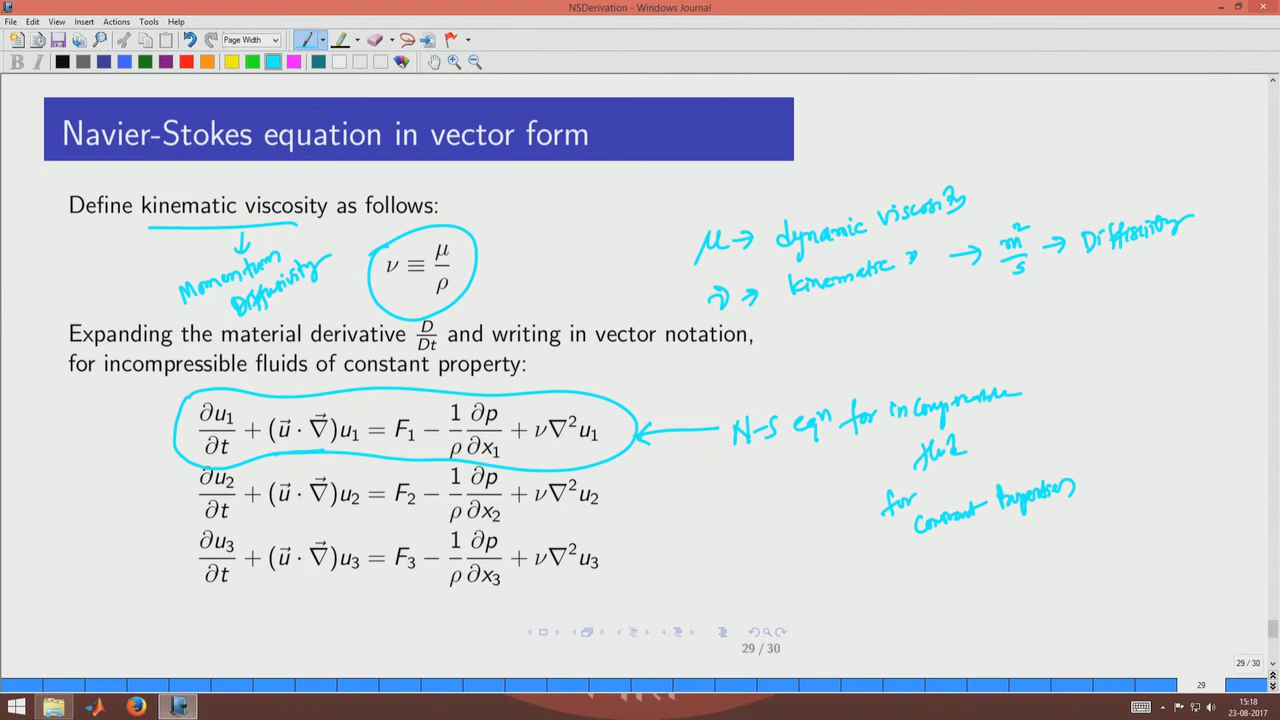 NSDerivation - Windows Journal
File Edit View Insert Actions Tools Help
Page Width
B I
Navier-Stokes equation in vector form
Define kinematic viscosity as follows:
Momentum
Diffusivity
ν ≡ μ/ρ
μ → dynamic viscosity
ν → kinematic " → m²/s → Diffusivity
Expanding the material derivative D/Dt and writing in vector notation,
for incompressible fluids of constant property:
∂u₁/∂t + (u⃗ · ∇⃗)u₁ = F₁ − 1/ρ ∂p/∂x₁ + ν∇²u₁
N-S eqn for incompressible
fluid
for
constant properties
∂u₂/∂t + (u⃗ · ∇⃗)u₂ = F₂ − 1/ρ ∂p/∂x₂ + ν∇²u₂
∂u₃/∂t + (u⃗ · ∇⃗)u₃ = F₃ − 1/ρ ∂p/∂x₃ + ν∇²u₃
29 / 30
29 / 30
29
15:18
23-08-2017